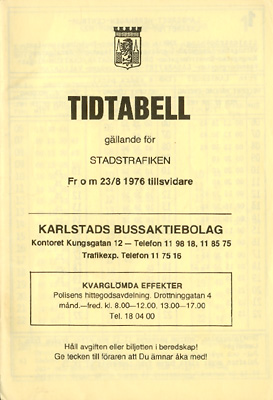 TIDTABELL
gällande för
STADSTRAFIKEN
Fr o m 23/8 1976 tillsvidare
KARLSTADS BUSSAKTIEBOLAG
Kontoret Kungsgatan 12 — Telefon 11 98 18, 11 85 75
Trafikexp. Telefon 11 75 16
KVARGLÖMDA EFFEKTER
Polisens hittegodsavdelning. Drottninggatan 4
månd.—fred. kl. 8.00—12.00. 13.00—17.00
Tel. 18 04 00
Håll avgiften eller biljetten i beredskap!
Ge tecken till föraren att Du ämnar åka med!